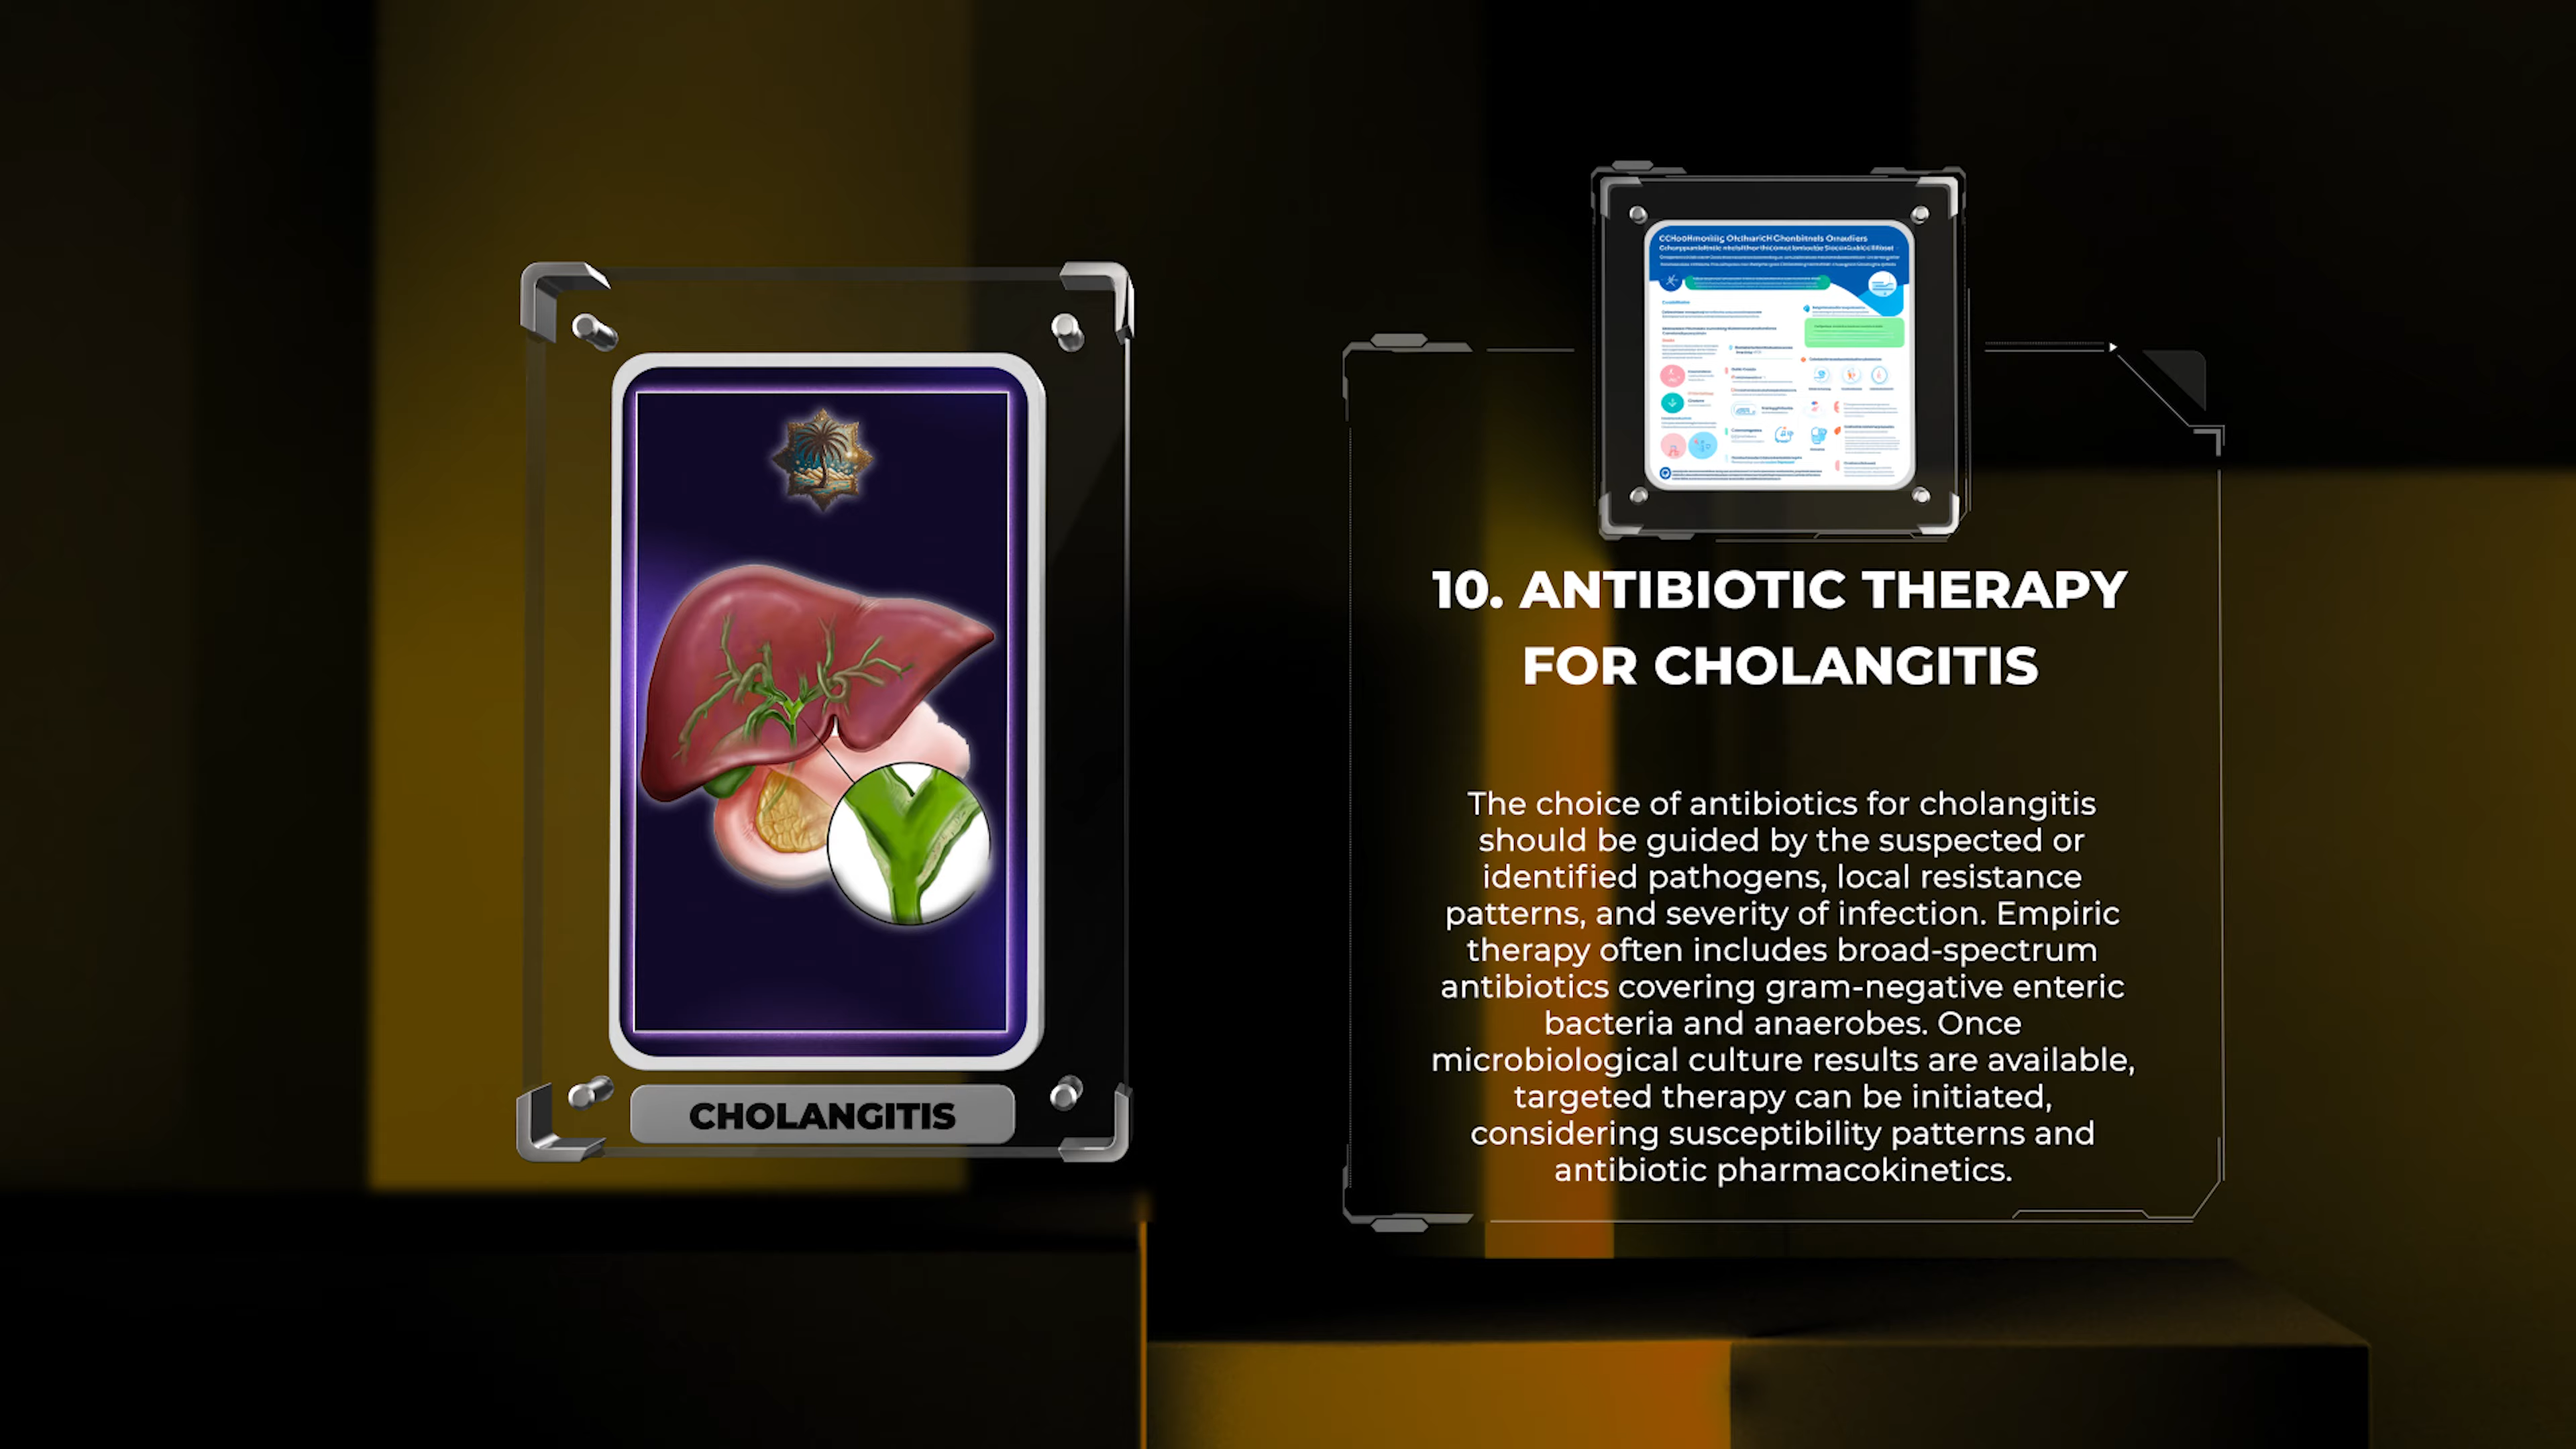 10. ANTIBIOTIC THERAPY
FOR CHOLANGITIS
The choice of antibiotics for cholangitis
should be guided by the suspected or
identified pathogens, local resistance
patterns, and severity of infection. Empiric
therapy often includes broad-spectrum
antibiotics covering gram-negative enteric
bacteria and anaerobes. Once
microbiological culture results are available,
targeted therapy can be initiated,
considering susceptibility patterns and
antibiotic pharmacokinetics.
CHOLANGITIS